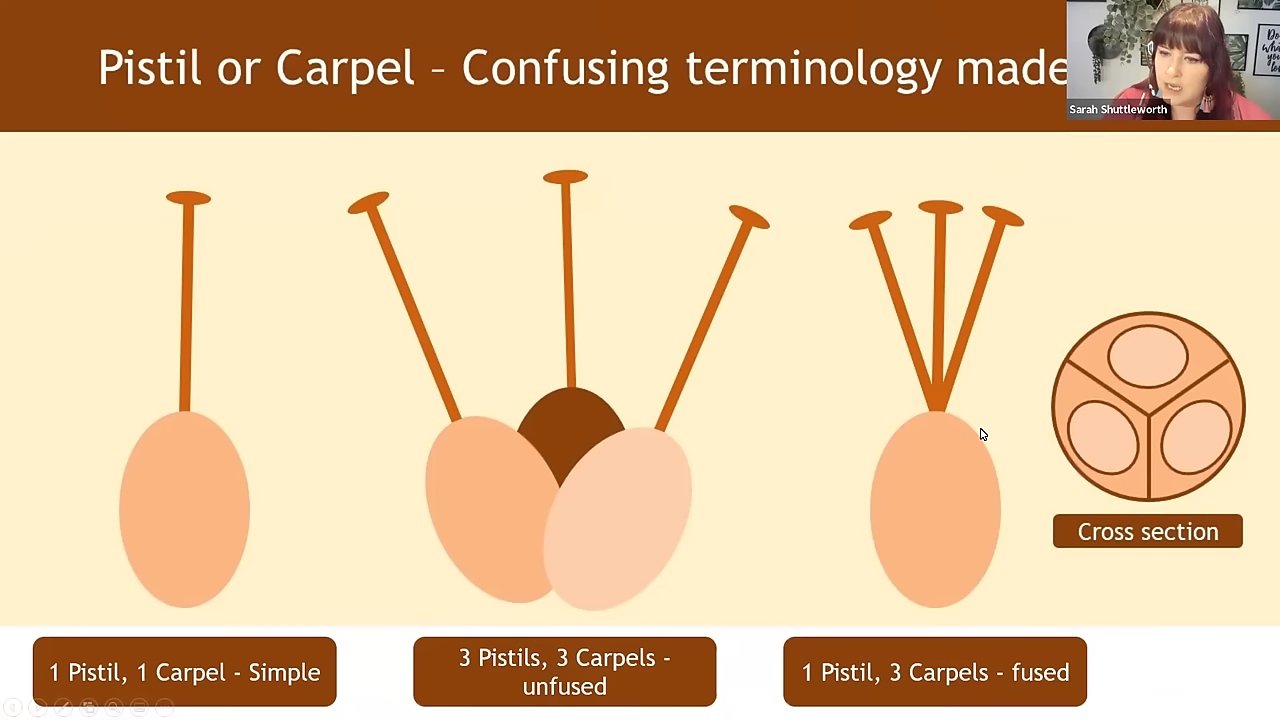 Pistil or Carpel – Confusing terminology made
Sarah Shuttleworth
Cross section
1 Pistil, 1 Carpel - Simple
3 Pistils, 3 Carpels -
unfused
1 Pistil, 3 Carpels - fused